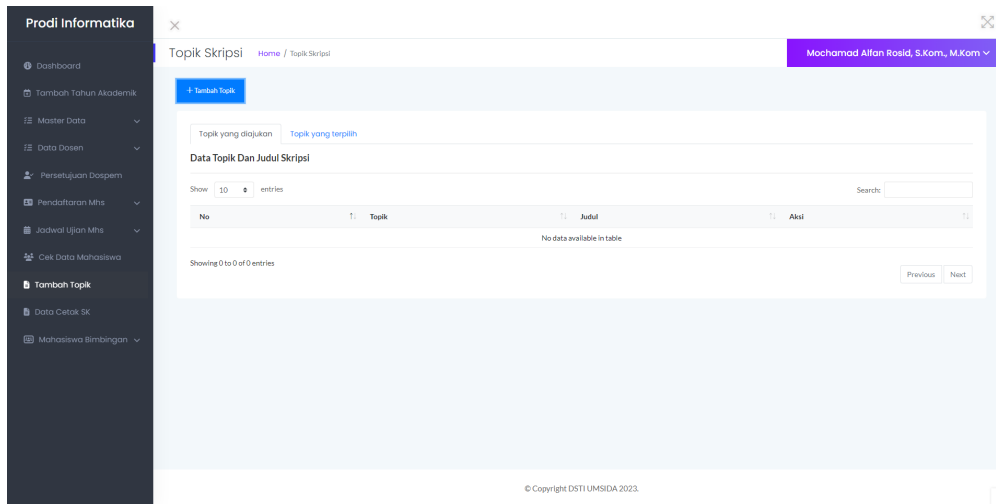 Prodi Informatika
Dashboard
Tambah Tahun Akademik
Master Data
Data Dosen
Persetujuan Dospem
Pendaftaran Mhs
Jadwal Ujian Mhs
Cek Data Mahasiswa
Tambah Topik
Data Cetak SK
Mahasiswa Bimbingan
Topik Skripsi Home / Topik Skripsi
Mochamad Alfan Rosid, S.Kom., M.Kom
+ Tambah Topik
Topik yang diajukan Topik yang terpilih
Data Topik Dan Judul Skripsi
Show 10 entries Search:
No Topik Judul Aksi
No data available in table
Showing 0 to 0 of 0 entries
Previous Next
© Copyright DSTI UMSIDA 2023.